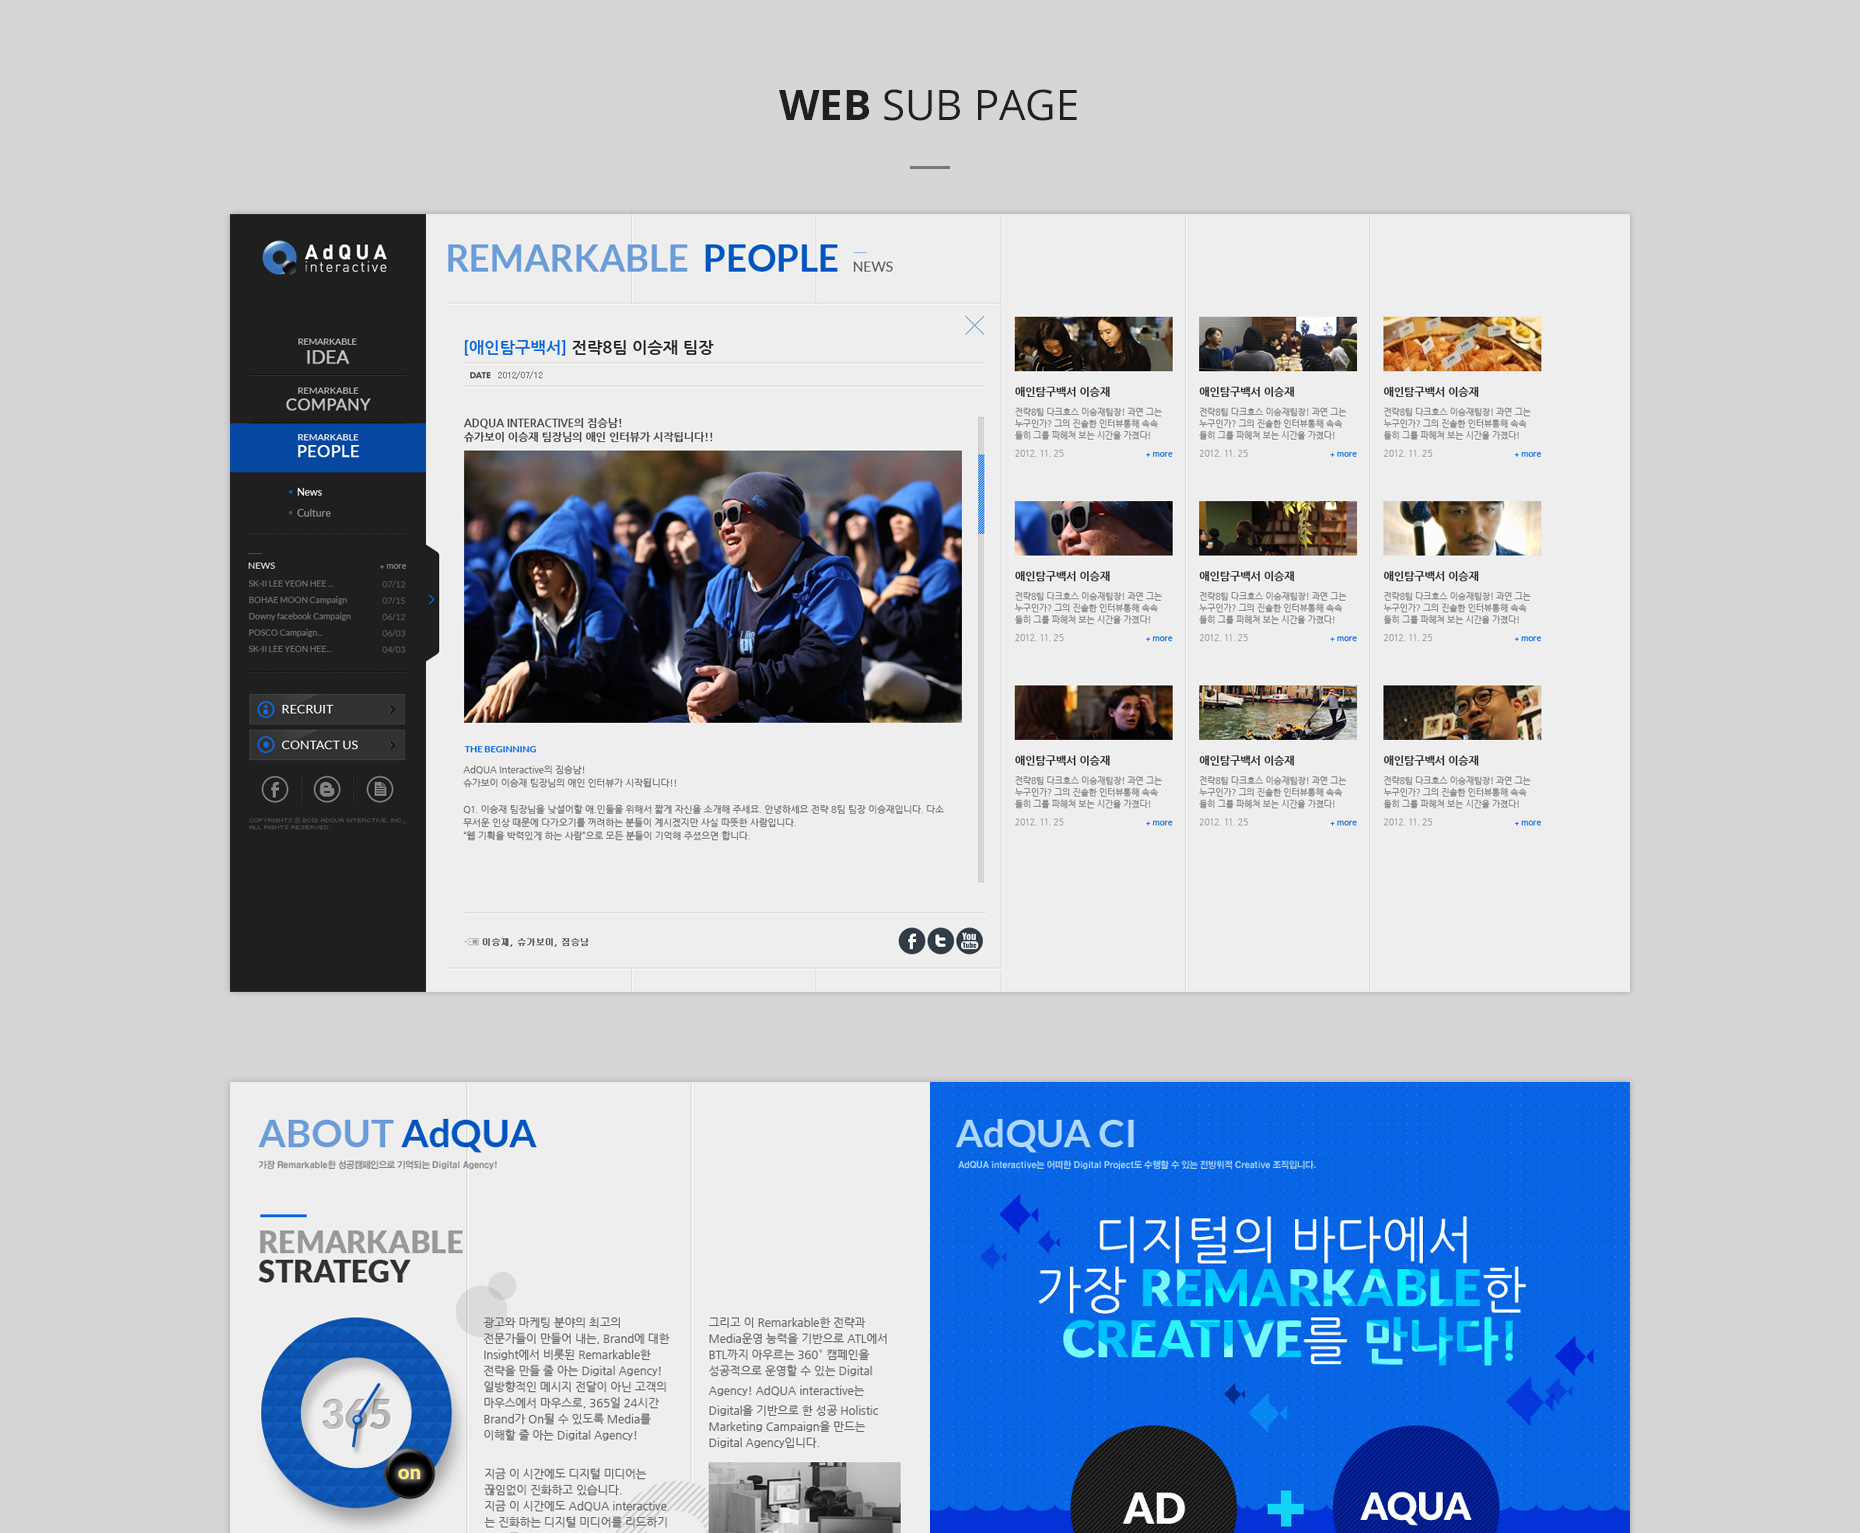 WEB SUB PAGE
AdQUA
interactive
REMARKABLE
IDEA
REMARKABLE
COMPANY
REMARKABLE
PEOPLE
News
Culture
NEWS + more
SK-II LEE YEON HEE ... 07/12
BOHAE MOON Campaign 07/15
Downy facebook Campaign 06/12
POSCO Campaign... 06/03
SK-II LEE YEON HEE... 04/03
RECRUIT
CONTACT US
COPYRIGHTS ⓒ 2013 ADQUA INTERACTIVE. INC.,
ALL RIGHTS RESERVED.
REMARKABLE PEOPLE NEWS
[애인탐구백서] 전략8팀 이승재 팀장
DATE 2012/07/12
ADQUA INTERACTIVE의 짐승남!
슈가보이 이승재 팀장님의 애인 인터뷰가 시작됩니다!!
THE BEGINNING
AdQUA Interactive의 짐승남!
슈가보이 이승재 팀장님의 애인 인터뷰가 시작됩니다!!
Q1. 이승재 팀장님을 낯설어할 애.인들을 위해서 짧게 자신을 소개해 주세요. 안녕하세요 전략 8팀 팀장 이승재입니다. 다소
무서운 인상 때문에 다가오기를 꺼려하는 분들이 계시겠지만 사실 따뜻한 사람입니다.
"웹 기획을 박력있게 하는 사람"으로 모든 분들이 기억해 주셨으면 합니다.
이승재, 슈가보이, 짐승남
You
Tube
애인탐구백서 이승재
전략8팀 다크호스 이승재팀장! 과연 그는
누구인가? 그의 진솔한 인터뷰통해 속속
들히 그를 파헤쳐 보는 시간을 가졌다!
2012. 11. 25 + more
애인탐구백서 이승재
전략8팀 다크호스 이승재팀장! 과연 그는
누구인가? 그의 진솔한 인터뷰통해 속속
들히 그를 파헤쳐 보는 시간을 가졌다!
2012. 11. 25 + more
애인탐구백서 이승재
전략8팀 다크호스 이승재팀장! 과연 그는
누구인가? 그의 진솔한 인터뷰통해 속속
들히 그를 파헤쳐 보는 시간을 가졌다!
2012. 11. 25 + more
애인탐구백서 이승재
전략8팀 다크호스 이승재팀장! 과연 그는
누구인가? 그의 진솔한 인터뷰통해 속속
들히 그를 파헤쳐 보는 시간을 가졌다!
2012. 11. 25 + more
애인탐구백서 이승재
전략8팀 다크호스 이승재팀장! 과연 그는
누구인가? 그의 진솔한 인터뷰통해 속속
들히 그를 파헤쳐 보는 시간을 가졌다!
2012. 11. 25 + more
애인탐구백서 이승재
전략8팀 다크호스 이승재팀장! 과연 그는
누구인가? 그의 진솔한 인터뷰통해 속속
들히 그를 파헤쳐 보는 시간을 가졌다!
2012. 11. 25 + more
애인탐구백서 이승재
전략8팀 다크호스 이승재팀장! 과연 그는
누구인가? 그의 진솔한 인터뷰통해 속속
들히 그를 파헤쳐 보는 시간을 가졌다!
2012. 11. 25 + more
애인탐구백서 이승재
전략8팀 다크호스 이승재팀장! 과연 그는
누구인가? 그의 진솔한 인터뷰통해 속속
들히 그를 파헤쳐 보는 시간을 가졌다!
2012. 11. 25 + more
애인탐구백서 이승재
전략8팀 다크호스 이승재팀장! 과연 그는
누구인가? 그의 진솔한 인터뷰통해 속속
들히 그를 파헤쳐 보는 시간을 가졌다!
2012. 11. 25 + more
ABOUT AdQUA
가장 Remarkable한 성공캠페인으로 기억되는 Digital Agency!
REMARKABLE
STRATEGY
365
on
광고와 마케팅 분야의 최고의
전문가들이 만들어 내는, Brand에 대한
Insight에서 비롯된 Remarkable한
전략을 만들 줄 아는 Digital Agency!
일방향적인 메시지 전달이 아닌 고객의
마우스에서 마우스로, 365일 24시간
Brand가 On될 수 있도록 Media를
이해할 줄 아는 Digital Agency!
지금 이 시간에도 디지털 미디어는
끊임없이 진화하고 있습니다.
지금 이 시간에도 AdQUA interactive
는 진화하는 디지털 미디어를 리드하기
그리고 이 Remarkable한 전략과
Media운영 능력을 기반으로 ATL에서
BTL까지 아우르는 360˚ 캠페인을
성공적으로 운영할 수 있는 Digital
Agency! AdQUA interactive는
Digital을 기반으로 한 성공 Holistic
Marketing Campaign을 만드는
Digital Agency입니다.
AdQUA CI
AdQUA interactive는 어떠한 Digital Project도 수행할 수 있는 전방위적 Creative 조직입니다.
디지털의 바다에서
가장 REMARKABLE한
CREATIVE를 만나다!
AD + AQUA